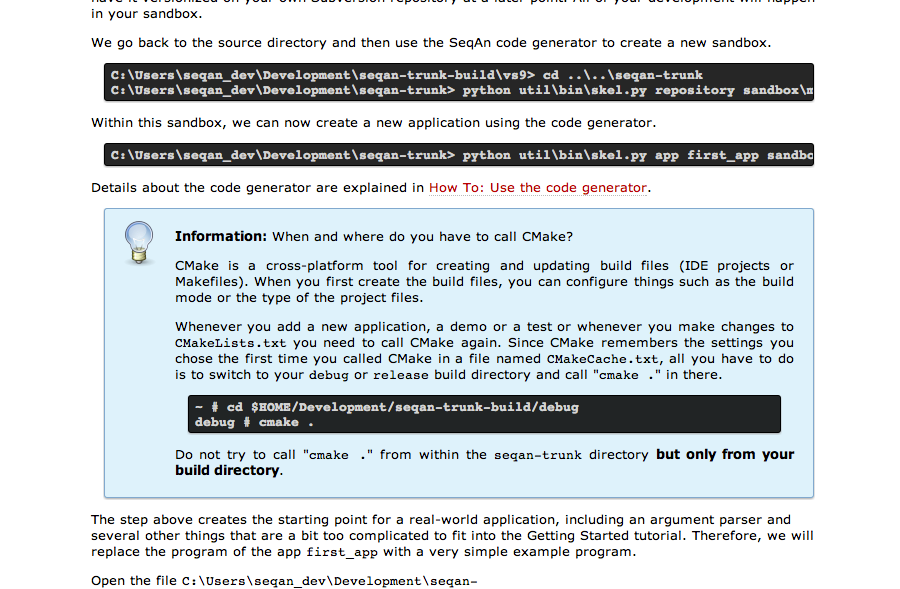 in your sandbox.
We go back to the source directory and then use the SeqAn code generator to create a new sandbox.
C:\Users\seqan_dev\Development\seqan-trunk-build\vs9> cd ..\..\seqan-trunk
C:\Users\seqan_dev\Development\seqan-trunk> python util\bin\skel.py repository sandbox\
Within this sandbox, we can now create a new application using the code generator.
C:\Users\seqan_dev\Development\seqan-trunk> python util\bin\skel.py app first_app sandbo
Details about the code generator are explained in How To: Use the code generator.
Information: When and where do you have to call CMake?
CMake is a cross-platform tool for creating and updating build files (IDE projects or
Makefiles). When you first create the build files, you can configure things such as the build
mode or the type of the project files.
Whenever you add a new application, a demo or a test or whenever you make changes to
CMakeLists.txt you need to call CMake again. Since CMake remembers the settings you
chose the first time you called CMake in a file named CMakeCache.txt, all you have to do
is to switch to your debug or release build directory and call "cmake ." in there.
~ # cd $HOME/Development/seqan-trunk-build/debug
debug # cmake .
Do not try to call "cmake ." from within the seqan-trunk directory but only from your
build directory.
The step above creates the starting point for a real-world application, including an argument parser and
several other things that are a bit too complicated to fit into the Getting Started tutorial. Therefore, we will
replace the program of the app first_app with a very simple example program.
Open the file C:\Users\seqan_dev\Development\seqan-